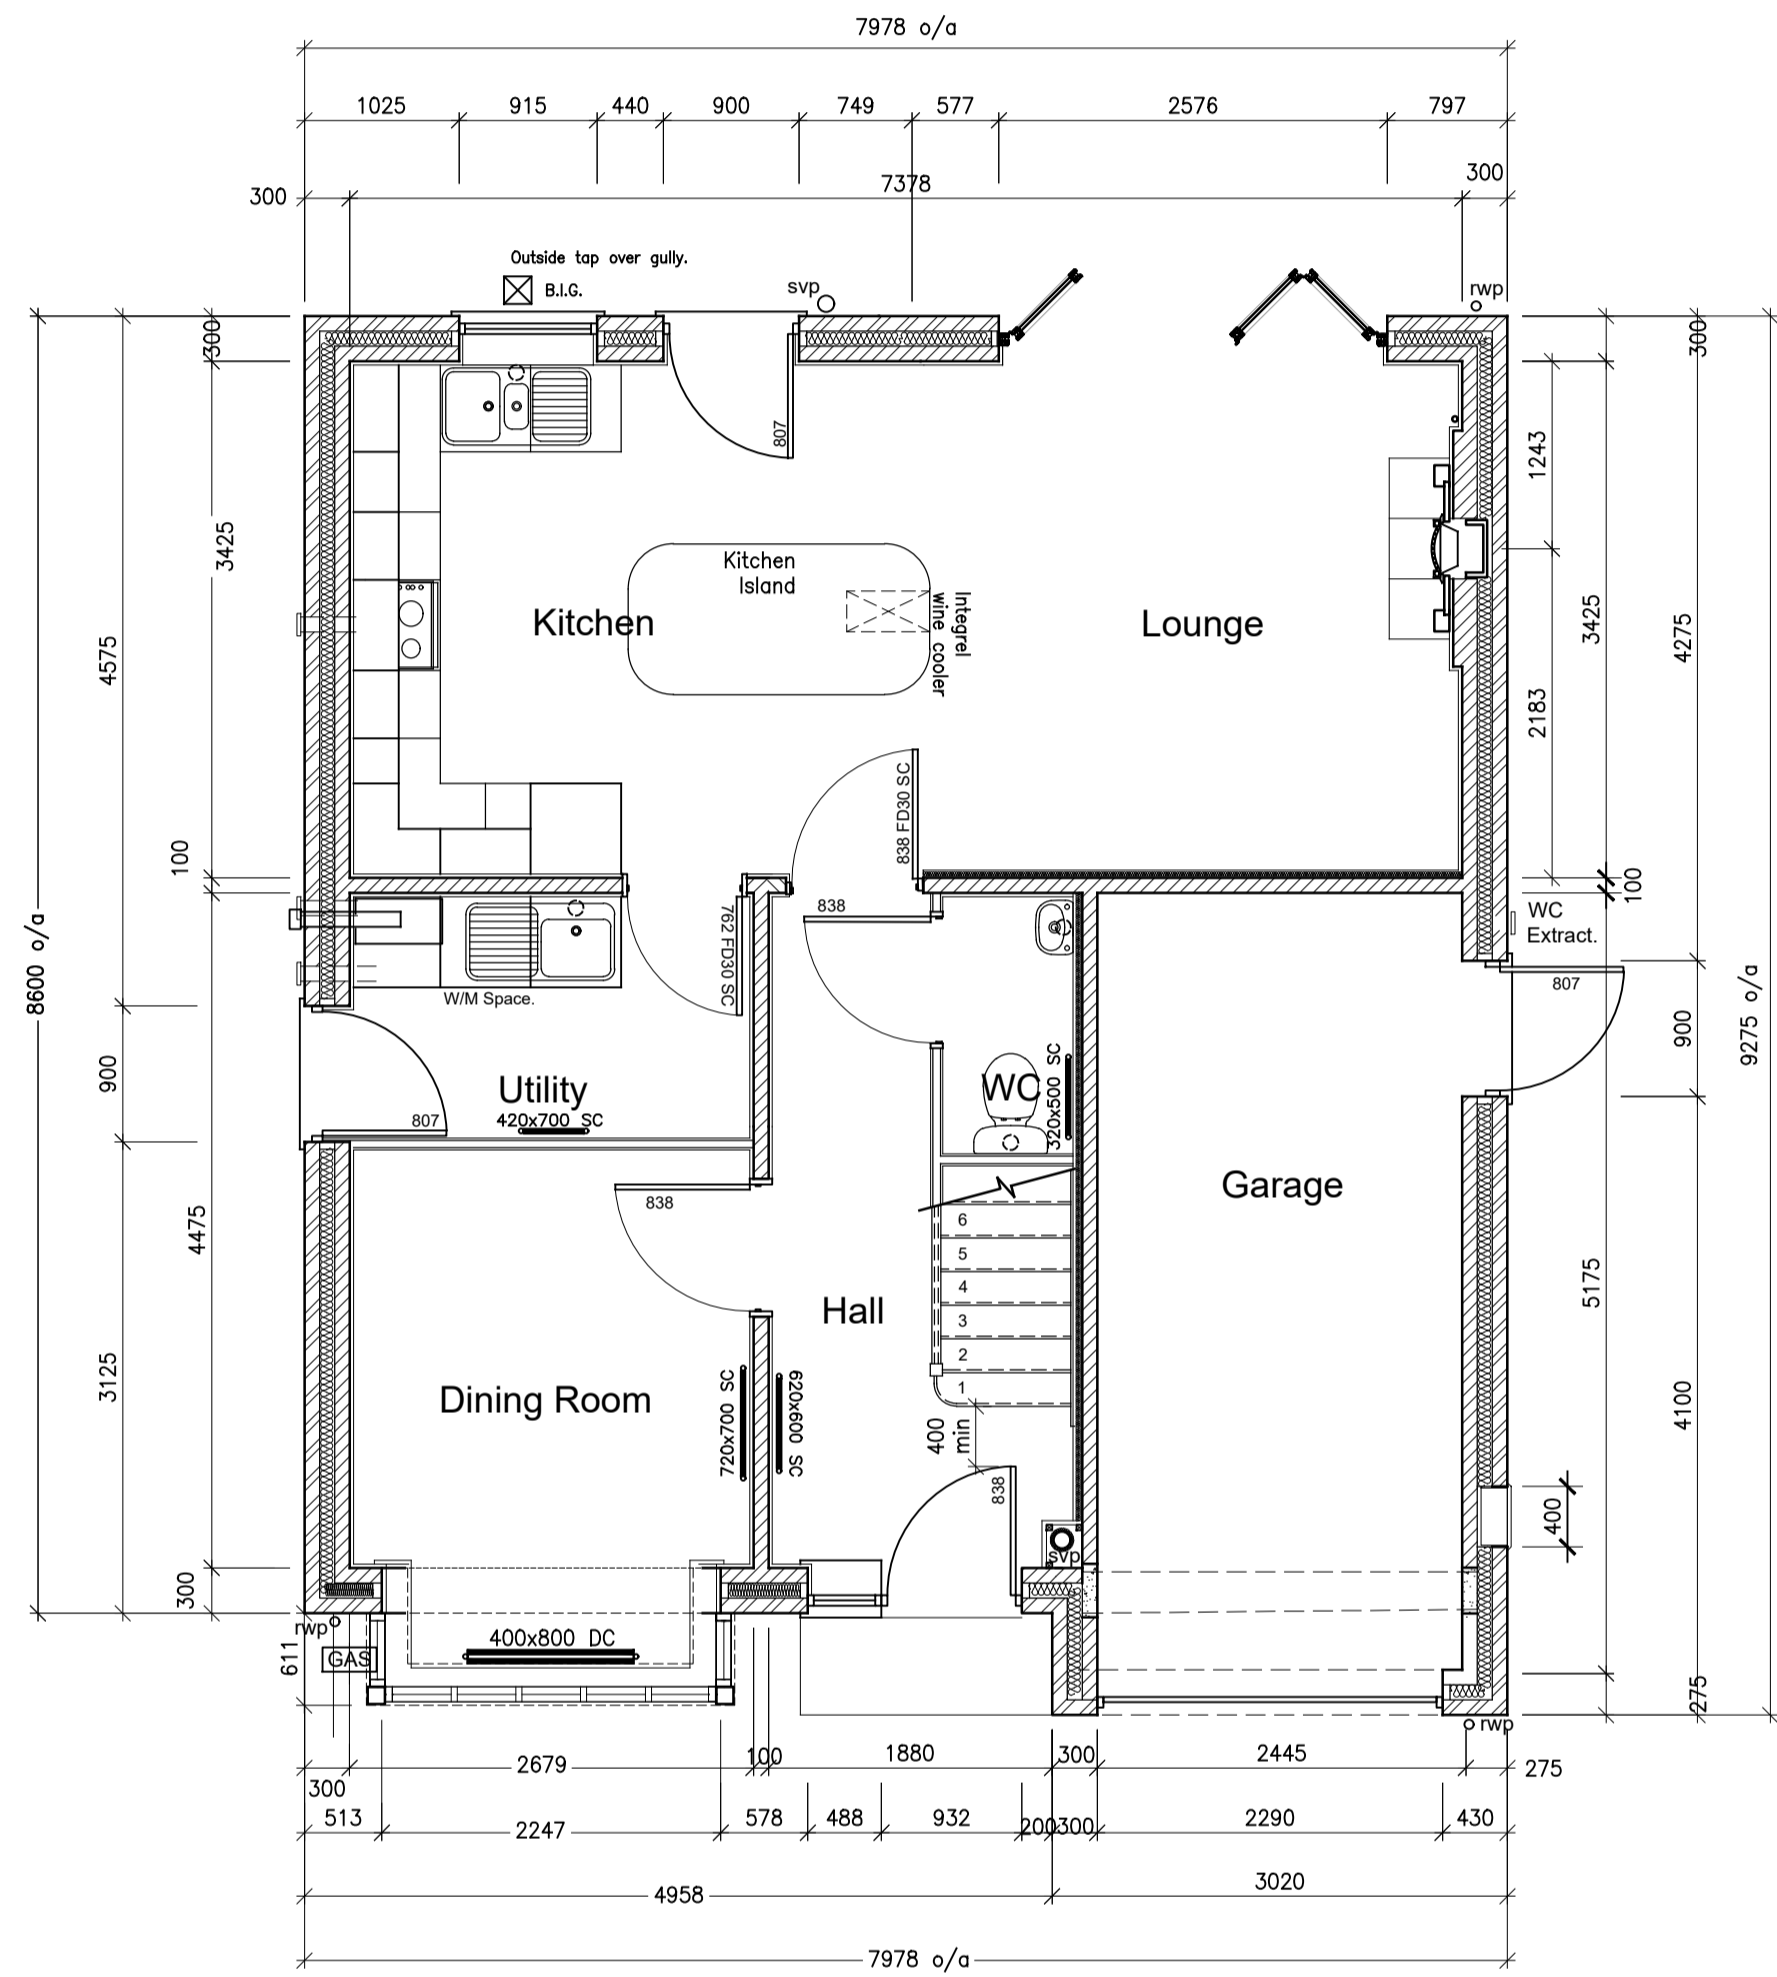 7978 o/a
1025 915 440 900 749 577 2576 797
300 7378 300
Outside tap over gully.
B.I.G.
svp
rwp
300
300
807
1243
3425
Kitchen
Island
Integrel
wine cooler
Kitchen
Lounge
4575
3425
4275
2183
838 FD30 SC
100
100
838
762 FD30 SC
WC
Extract.
8600 o/a
W/M Space.
807
900
9275 o/a
900
Utility
420x700 SC
807
WC
320x500 SC
838
Garage
4475
6
5
4
3
2
1
5175
Hall
3125
Dining Room
720x700 SC
620x600 SC
400
min
4100
838
400
svp
300
rwp
GAS
611
400x800 DC
275
rwp
300 2679 100 1880 300 2445 275
513 2247 578 488 932 200 300 2290 430
4958 3020
7978 o/a